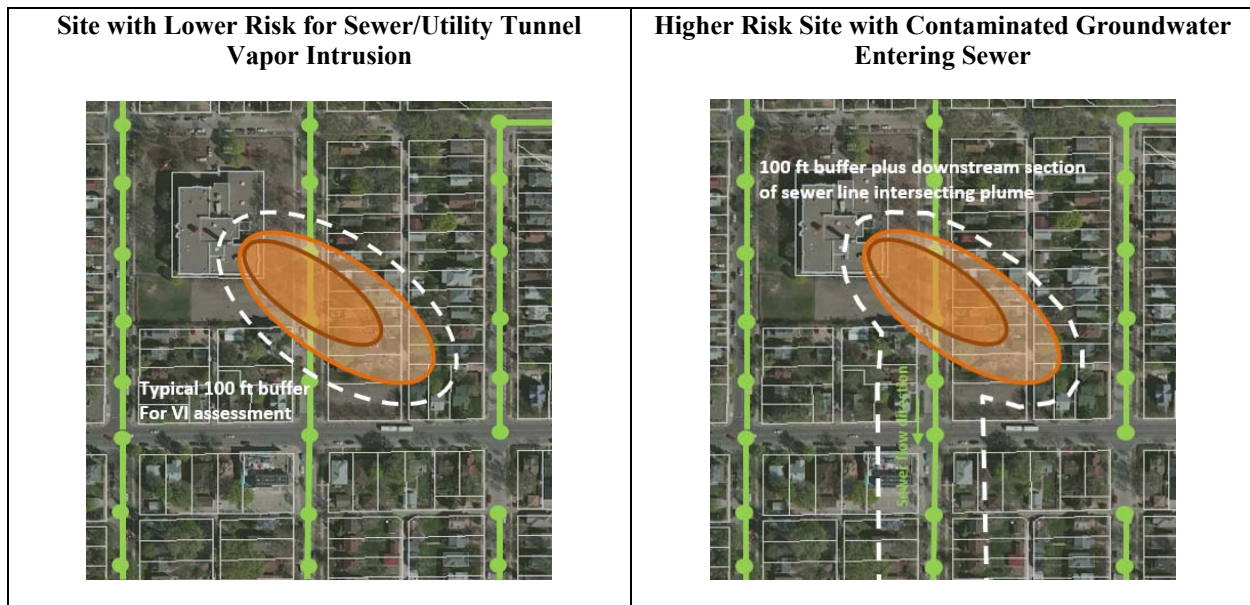 Site with Lower Risk for Sewer/Utility Tunnel
Vapor Intrusion
Higher Risk Site with Contaminated Groundwater
Entering Sewer
Typical 100 ft buffer
For VI assessment
100 ft buffer plus downstream section
of sewer line intersecting plume
Sewer flow direction